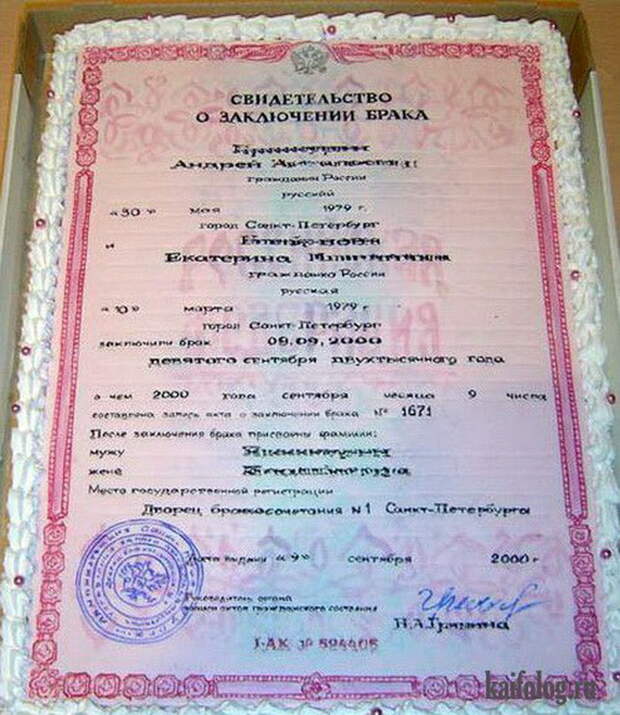 СВИДЕТЕЛЬСТВО
О ЗАКЛЮЧЕНИИ БРАКА
Андрей
гражданин России
русский
«30» мая 1979 г.
город Санкт-Петербург
и
Екатерина
гражданка России
русская
«10» марта 1979 г.
город Санкт-Петербург
заключили брак 09.09.2000
девятого сентября двухтысячного года
о чем 2000 года сентября месяца 9 числа
составлена запись акта о заключении брака № 1671
После заключения брака присвоены фамилии:
мужу
жене
Место государственной регистрации
Дворец бракосочетания №1 Санкт-Петербурга
Дата выдачи «9» сентября 2000 г
Руководитель органа
записи актов гражданского состояния
Н.А.Гришина
I-АК № 594405
kaifolog.ru